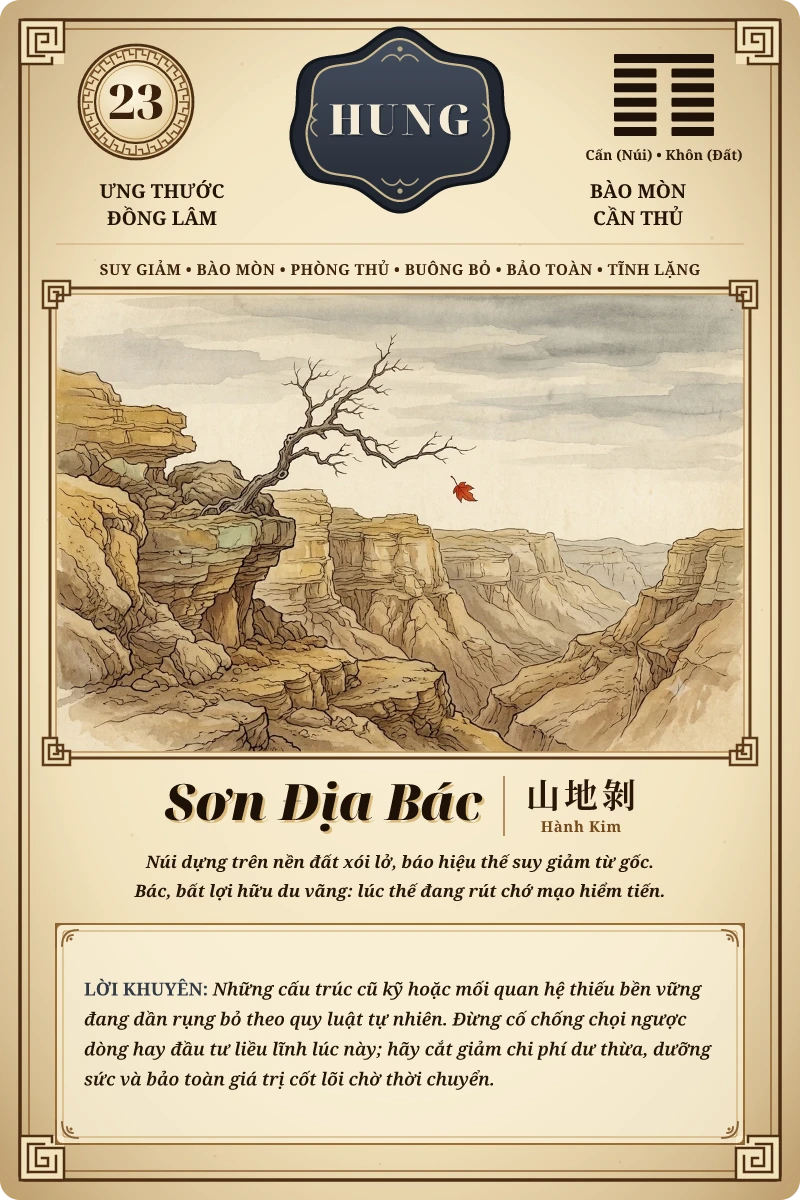 23
HUNG
Cấn (Núi) • Khôn (Đất)
ƯNG THƯỚC
ĐỒNG LÂM
BÀO MÒN
CẦN THỦ
SUY GIẢM • BÀO MÒN • PHÒNG THỦ • BUÔNG BỎ • BẢO TOÀN • TĨNH LẶNG
Sơn Địa Bác
山地剝
Hành Kim
Núi dựng trên nền đất xói lở, báo hiệu thế suy giảm từ gốc.
Bác, bất lợi hữu du vãng: lúc thế đang rút chớ mạo hiểm tiến.
LỜI KHUYÊN: Những cấu trúc cũ kỹ hoặc mối quan hệ thiếu bền vững
đang dần rụng bỏ theo quy luật tự nhiên. Đừng cố chống chọi ngược
dòng hay đầu tư liều lĩnh lúc này; hãy cắt giảm chi phí dư thừa, dưỡng
sức và bảo toàn giá trị cốt lõi chờ thời chuyển.